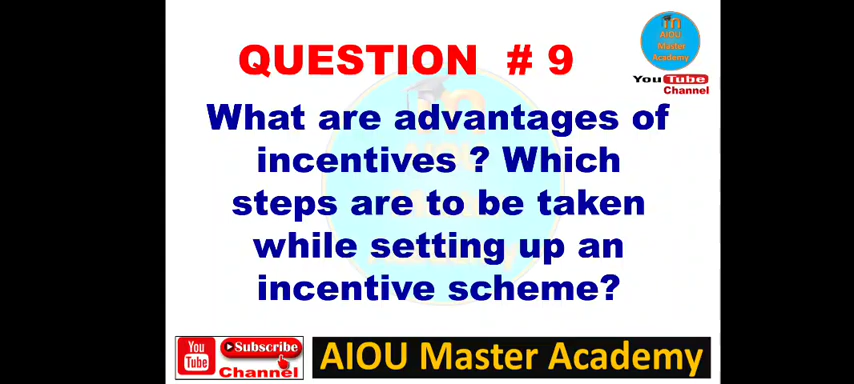 QUESTION # 9
m
AIOU
Master
Academy
YouTube
Channel
What are advantages of
incentives ? Which
steps are to be taken
while setting up an
incentive scheme?
You
Tube
Subscribe
Channel
AIOU Master Academy